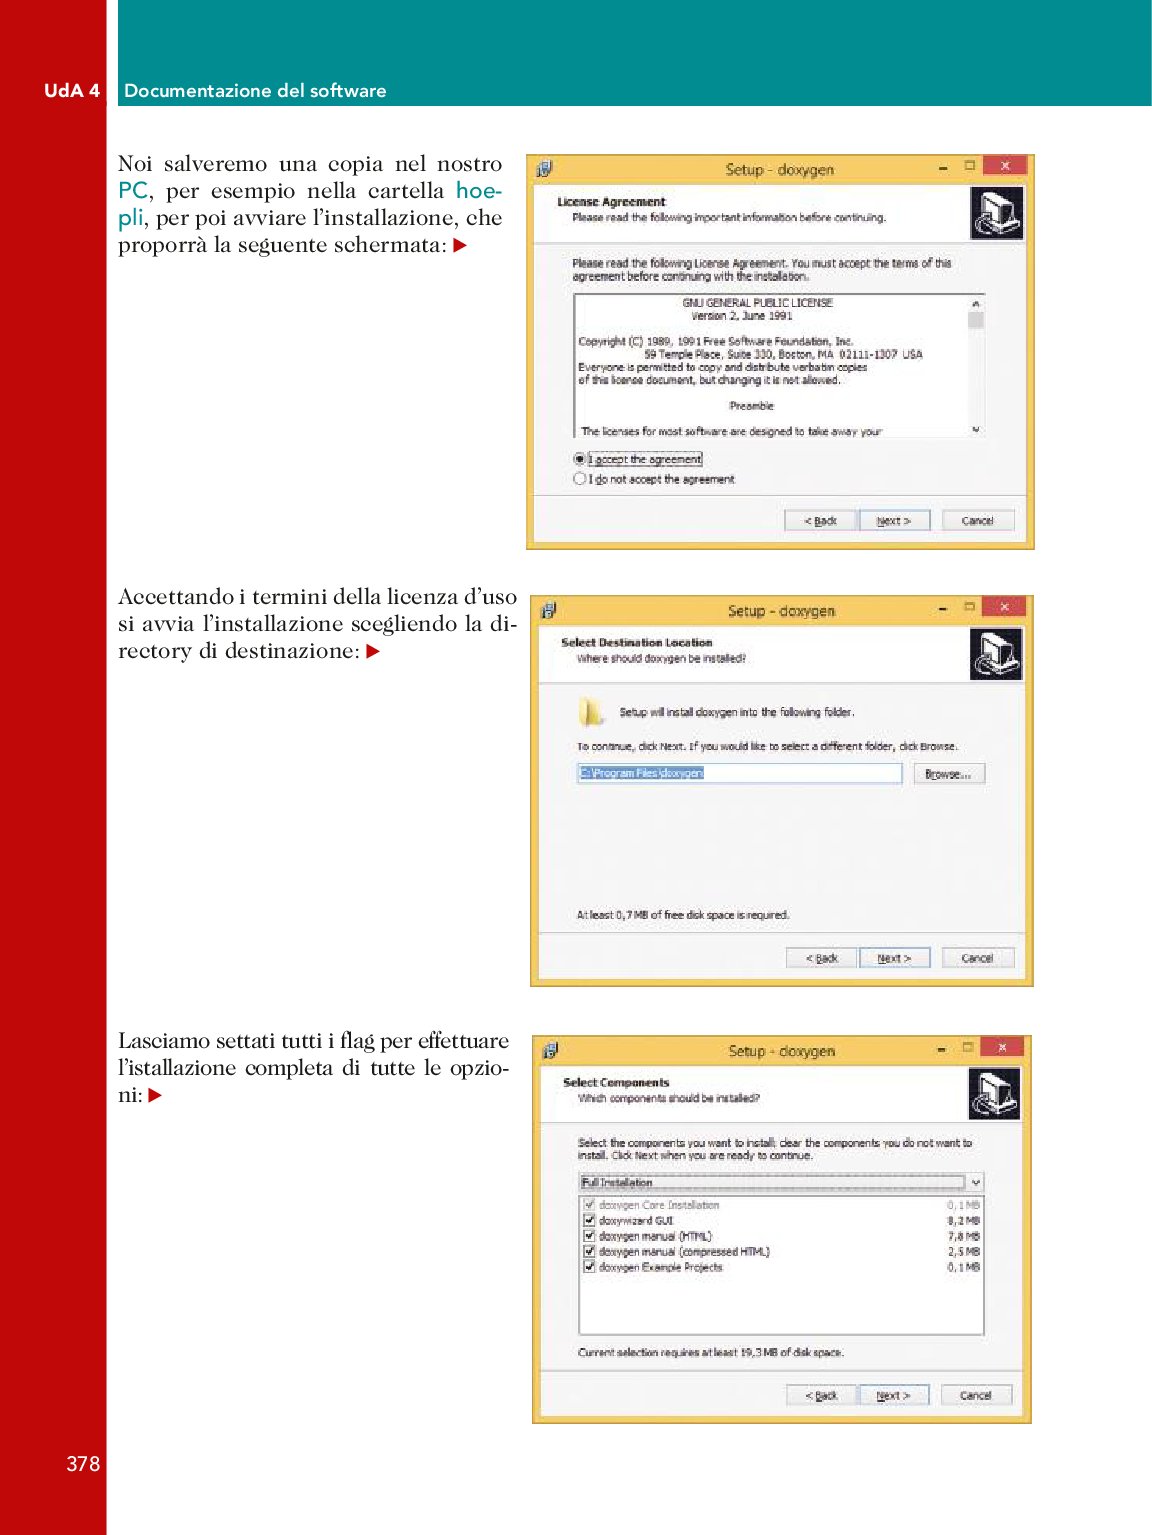 UdA 4 Documentazione del software
Noi salveremo una copia nel nostro
PC, per esempio nella cartella hoe-
pli, per poi avviare l’installazione, che
proporrà la seguente schermata:
Setup - doxygen
License Agreement
Please read the following important information before continuing.
Please read the following License Agreement. You must accept the terms of this
agreement before continuing with the installation.
GNU GENERAL PUBLIC LICENSE
Version 2, June 1991
Copyright (C) 1989, 1991 Free Software Foundation, Inc.
59 Temple Place, Suite 330, Boston, MA 02111-1307 USA
Everyone is permitted to copy and distribute verbatim copies
of this license document, but changing it is not allowed.
Preamble
The licenses for most software are designed to take away your
I accept the agreement
I do not accept the agreement
< Back Next > Cancel
Accettando i termini della licenza d’uso
si avvia l’installazione scegliendo la di-
rectory di destinazione:
Setup - doxygen
Select Destination Location
Where should doxygen be installed?
Setup will install doxygen into the following folder.
To continue, click Next. If you would like to select a different folder, click Browse.
C:\Program Files\doxygen
Browse...
At least 0,7 MB of free disk space is required.
< Back Next > Cancel
Lasciamo settati tutti i flag per effettuare
l’istallazione completa di tutte le opzio-
ni:
Setup - doxygen
Select Components
Which components should be installed?
Select the components you want to install; clear the components you do not want to
install. Click Next when you are ready to continue.
Full Installation
doxygen Core Installation 0,1 MB
doxywizard GUI 8,2 MB
doxygen manual (HTML) 7,8 MB
doxygen manual (compressed HTML) 2,5 MB
doxygen Example Projects 0,1 MB
Current selection requires at least 19,3 MB of disk space.
< Back Next > Cancel
378